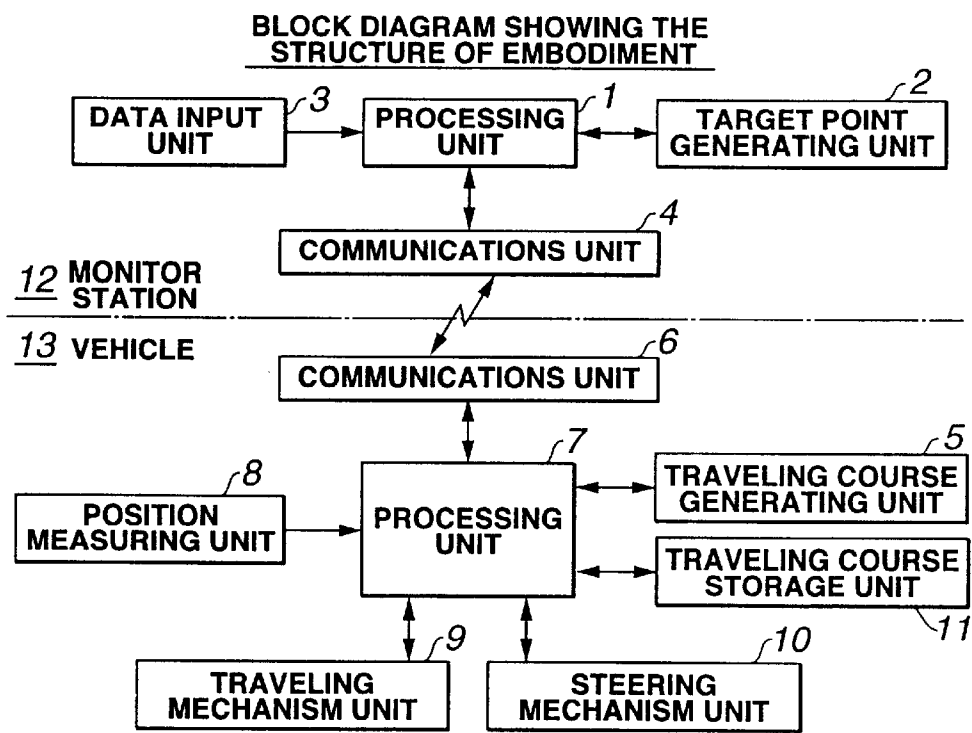 BLOCK DIAGRAM SHOWING THE
STRUCTURE OF EMBODIMENT
3
1
2
DATA INPUT
UNIT
PROCESSING
UNIT
TARGET POINT
GENERATING UNIT
4
COMMUNICATIONS UNIT
12 MONITOR
STATION
13 VEHICLE
6
COMMUNICATIONS UNIT
7
5
8
TRAVELING COURSE
GENERATING UNIT
POSITION
MEASURING UNIT
PROCESSING
UNIT
TRAVELING COURSE
STORAGE UNIT
11
9
10
TRAVELING
MECHANISM UNIT
STEERING
MECHANISM UNIT